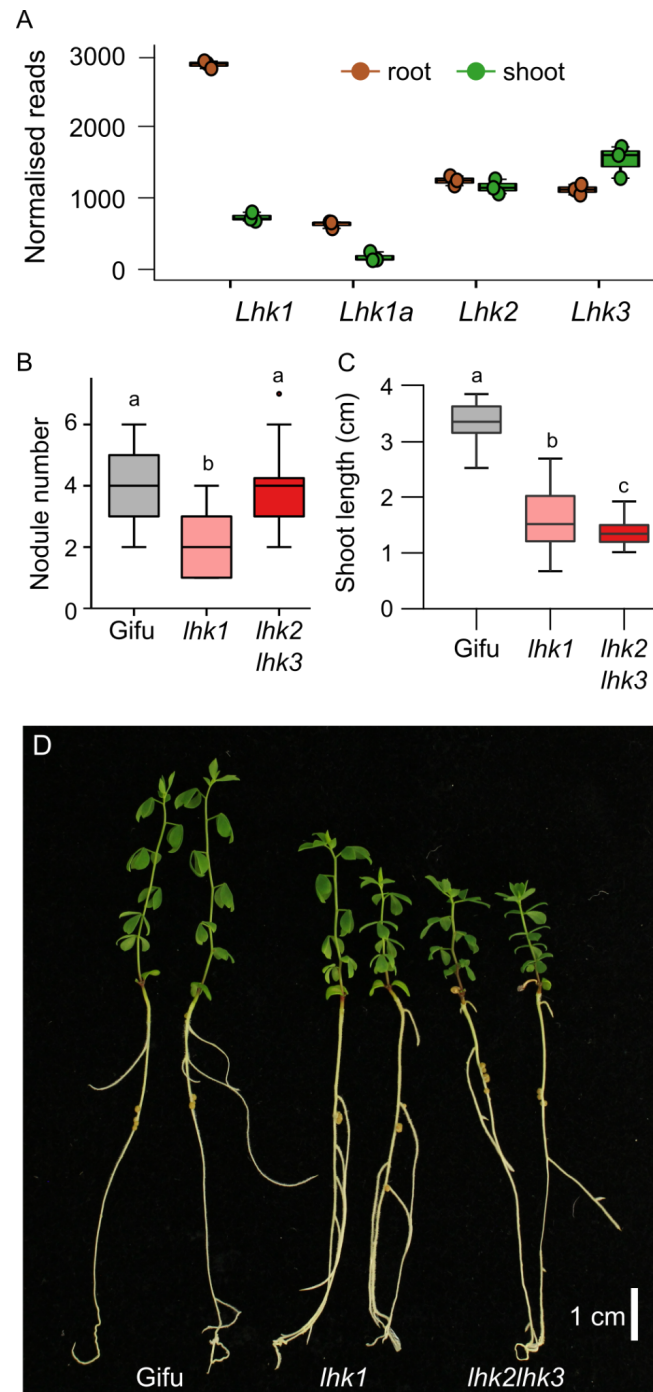 A
Normalised reads
3000
2000
1000
0
root shoot
Lhk1 Lhk1a Lhk2 Lhk3
B
Nodule number
6
4
2
0
a
b
a
Gifu lhk1 lhk2
lhk3
C
Shoot length (cm)
4
3
2
1
0
a
b
c
Gifu lhk1 lhk2
lhk3
D
1 cm
Gifu lhk1 lhk2lhk3